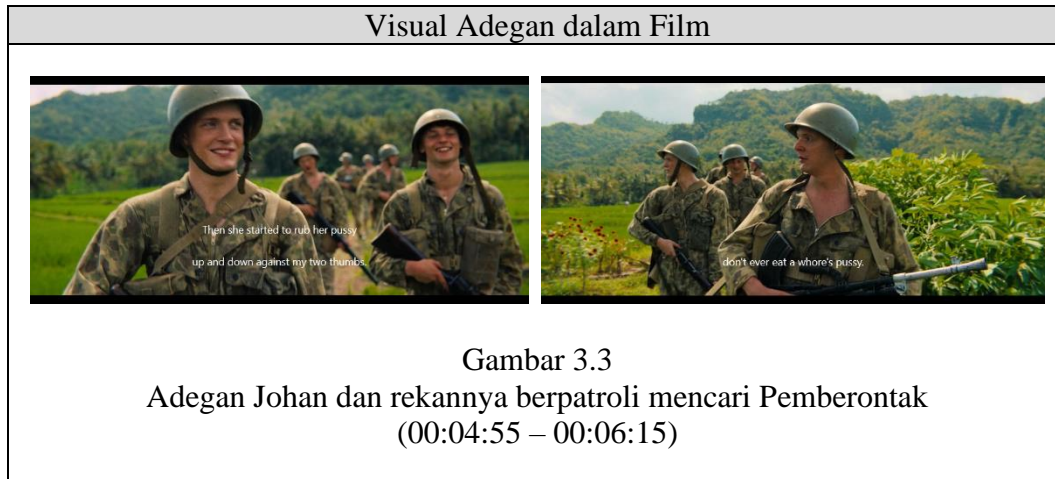 Visual Adegan dalam Film
Then she started to rub her pussy
up and down against my two thumbs.
don't ever eat a whore's pussy.
Gambar 3.3
Adegan Johan dan rekannya berpatroli mencari Pemberontak
(00:04:55 – 00:06:15)